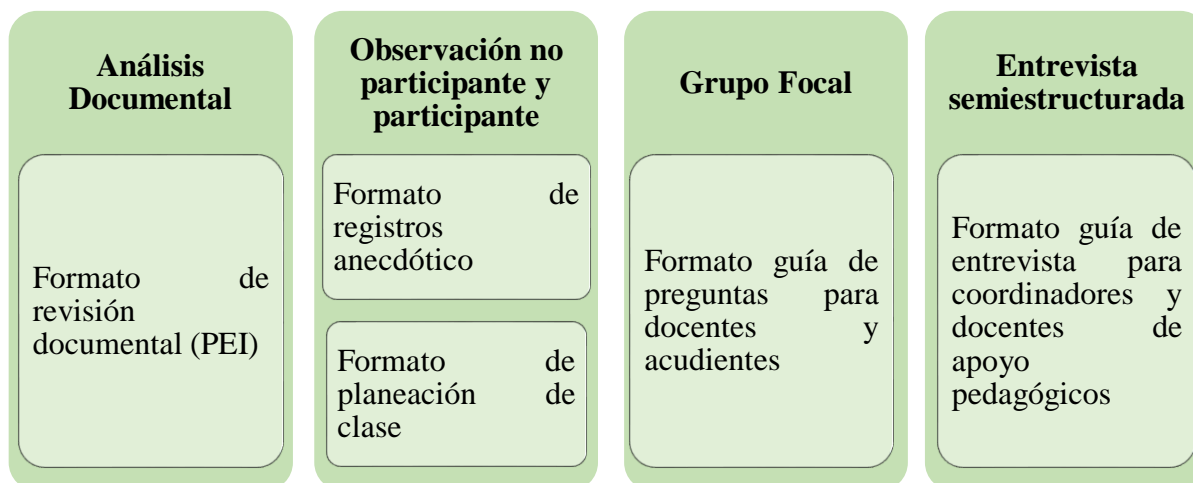 Análisis
Documental
Formato de
revisión
documental (PEI)
Observación no
participante y
participante
Formato de
registros
anecdótico
Formato de
planeación de
clase
Grupo Focal
Formato guía de
preguntas para
docentes y
acudientes
Entrevista
semiestructurada
Formato guía de
entrevista para
coordinadores y
docentes de
apoyo
pedagógicos